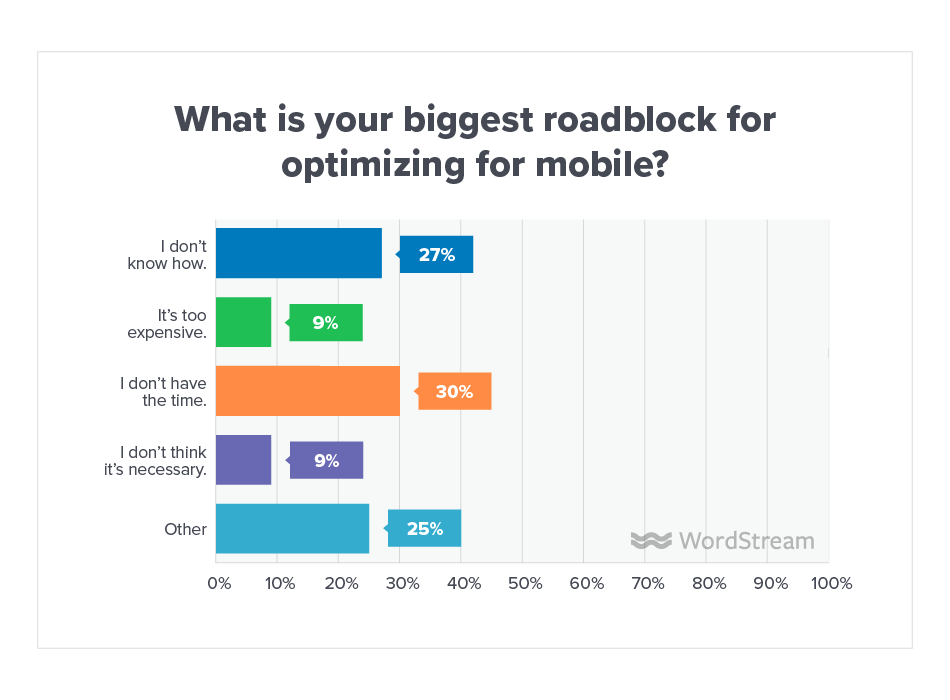 What is your biggest roadblock for
optimizing for mobile?
I don’t
know how.
27%
It’s too
expensive.
9%
I don’t have
the time.
30%
I don’t think
it’s necessary.
9%
Other
25%
WordStream
0% 10% 20% 30% 40% 50% 60% 70% 80% 90% 100%